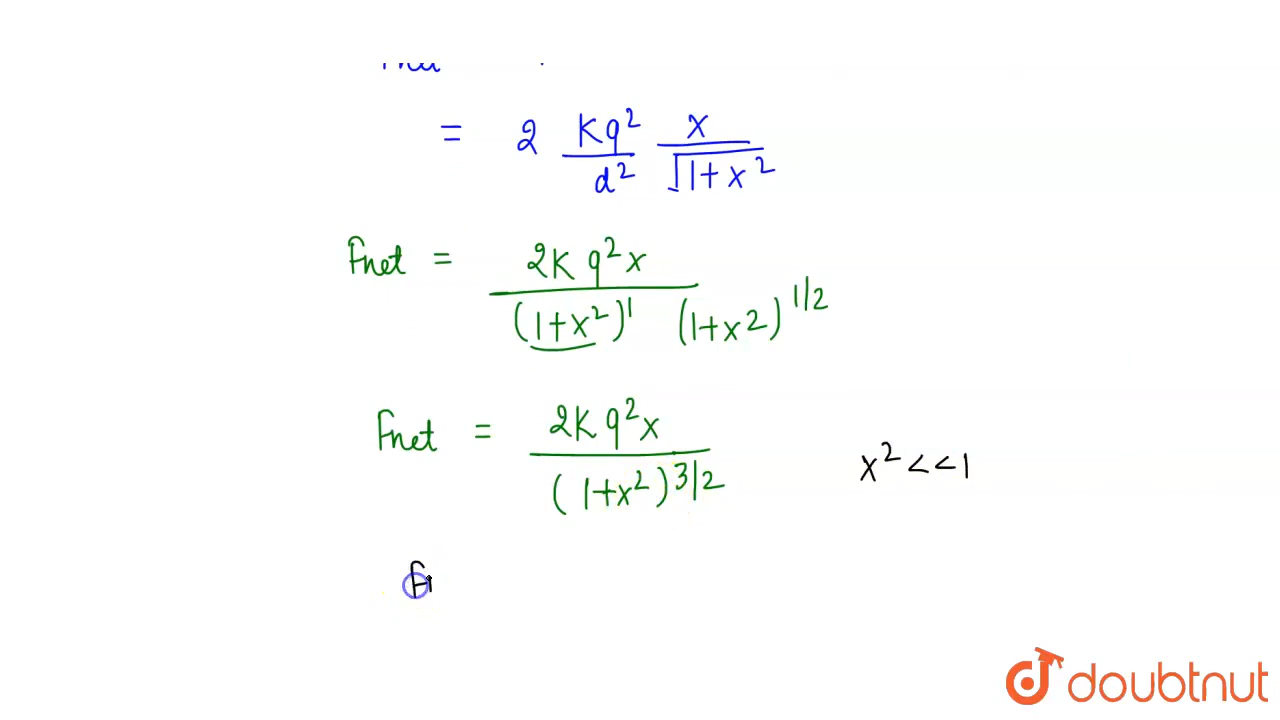 = 2 Kq²/d² x/√1+x²
Fnet = 2Kq²x/(1+x²)¹ (1+x²)^1/2
Fnet = 2Kq²x/(1+x²)^3/2
x²<<1
doubtnut